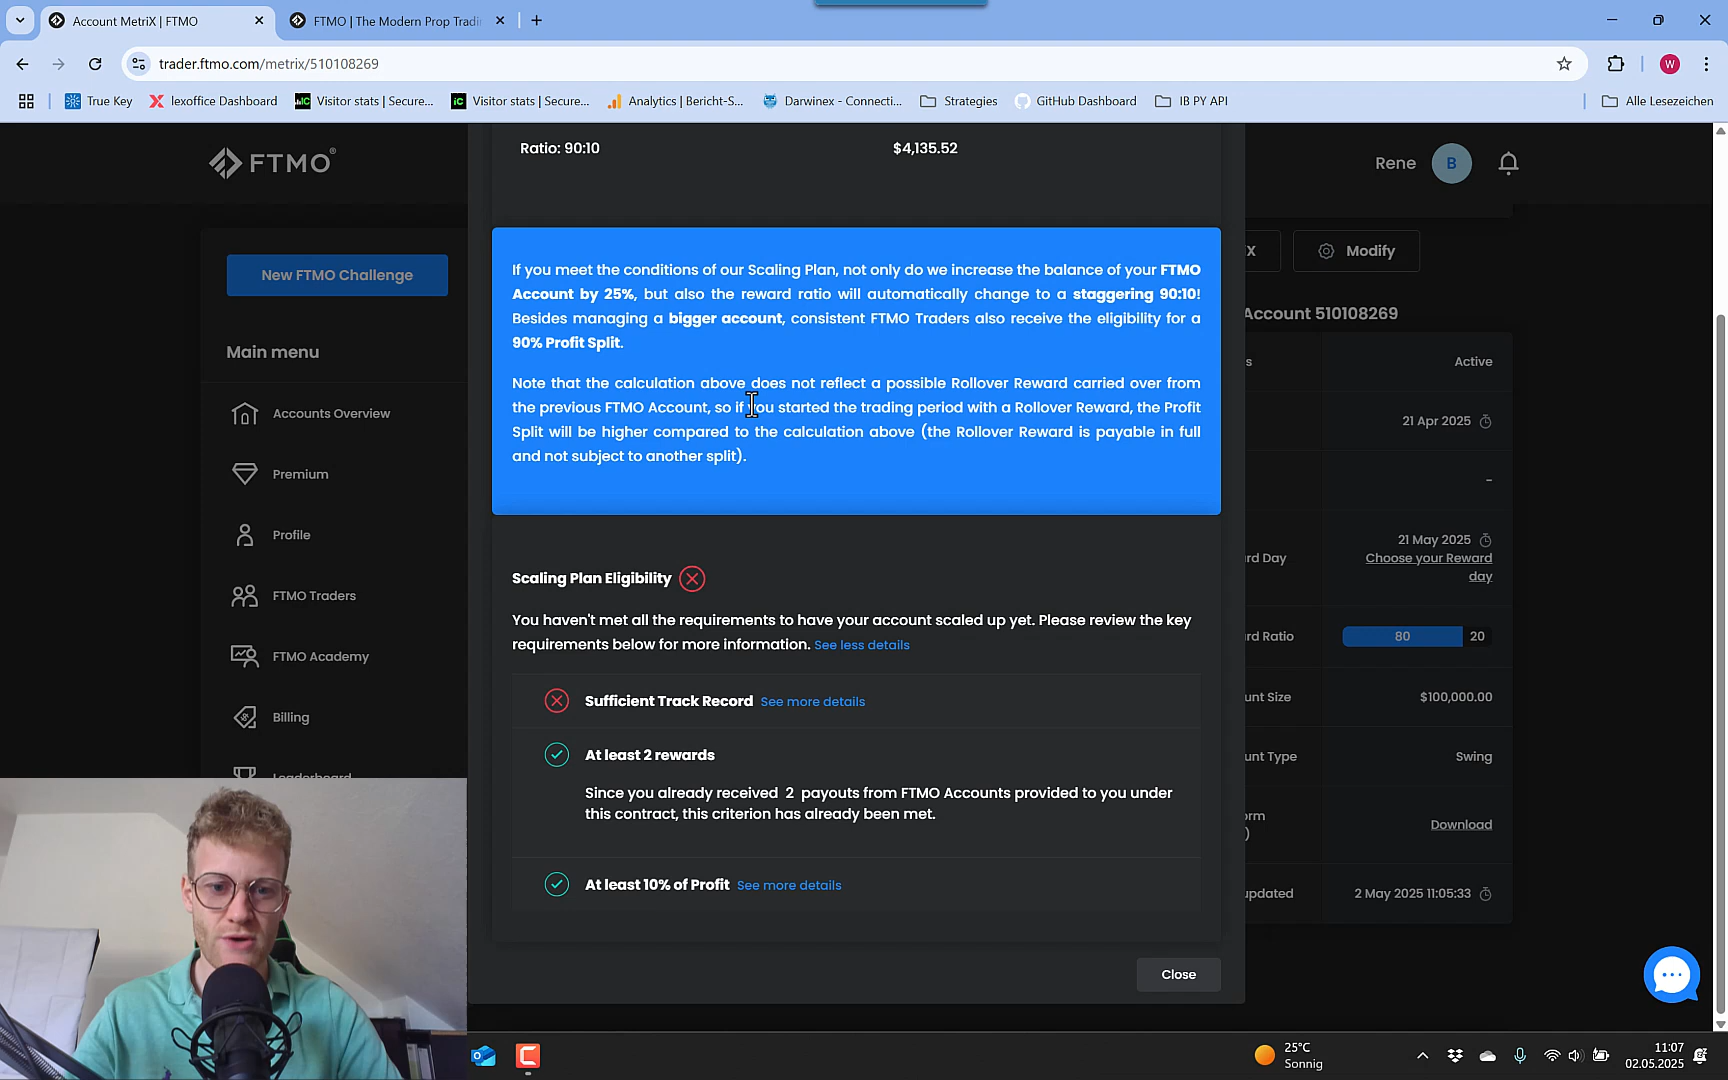 Account MetriX | FTMO
FTMO | The Modern Prop Tradi
trader.ftmo.com/metrix/510108269
W
True Key
lexoffice Dashboard
Visitor stats | Secure...
Visitor stats | Secure...
Analytics | Bericht-S...
Darwinex - Connecti...
Strategies
GitHub Dashboard
IB PY API
Alle Lesezeichen
FTMO®
Rene
B
New FTMO Challenge
Main menu
Accounts Overview
Premium
Profile
FTMO Traders
FTMO Academy
Billing
Leaderboard
Ratio: 90:10
$4,135.52
If you meet the conditions of our Scaling Plan, not only do we increase the balance of your FTMO
Account by 25%, but also the reward ratio will automatically change to a staggering 90:10!
Besides managing a bigger account, consistent FTMO Traders also receive the eligibility for a
90% Profit Split.
Note that the calculation above does not reflect a possible Rollover Reward carried over from
the previous FTMO Account, so if you started the trading period with a Rollover Reward, the Profit
Split will be higher compared to the calculation above (the Rollover Reward is payable in full
and not subject to another split).
Scaling Plan Eligibility
You haven't met all the requirements to have your account scaled up yet. Please review the key
requirements below for more information. See less details
Sufficient Track Record See more details
At least 2 rewards
Since you already received 2 payouts from FTMO Accounts provided to you under
this contract, this criterion has already been met.
At least 10% of Profit See more details
Close
X
Modify
Account 510108269
s
Active
21 Apr 2025
-
rd Day
21 May 2025
Choose your Reward
day
rd Ratio
80
20
unt Size
$100,000.00
unt Type
Swing
orm
)
Download
updated
2 May 2025 11:05:33
25°C
Sonnig
11:07
02.05.2025